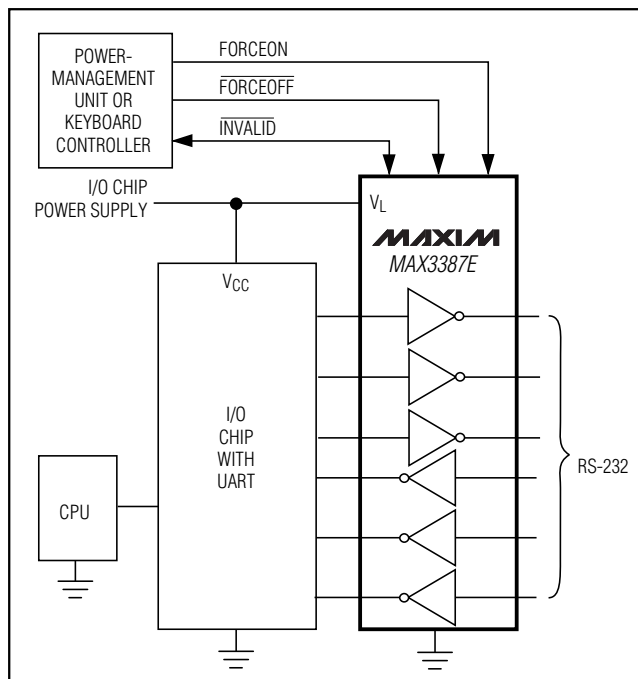 POWER-
MANAGEMENT
UNIT OR
KEYBOARD
CONTROLLER
FORCEON
FORCEOFF
INVALID
I/O CHIP
POWER SUPPLY
VL
MAXIM
MAX3387E
VCC
I/O
CHIP
WITH
UART
CPU
RS-232